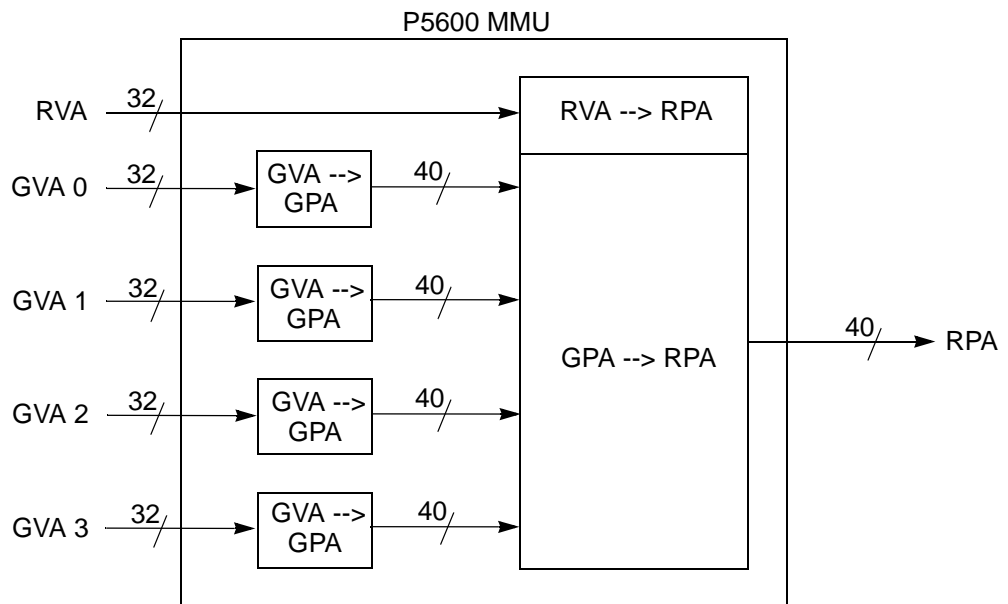 P5600 MMU
RVA
32
RVA --> RPA
GVA 0
32
GVA -->
GPA
40
GVA 1
32
GVA -->
GPA
40
GPA --> RPA
40
RPA
GVA 2
32
GVA -->
GPA
40
GVA 3
32
GVA -->
GPA
40